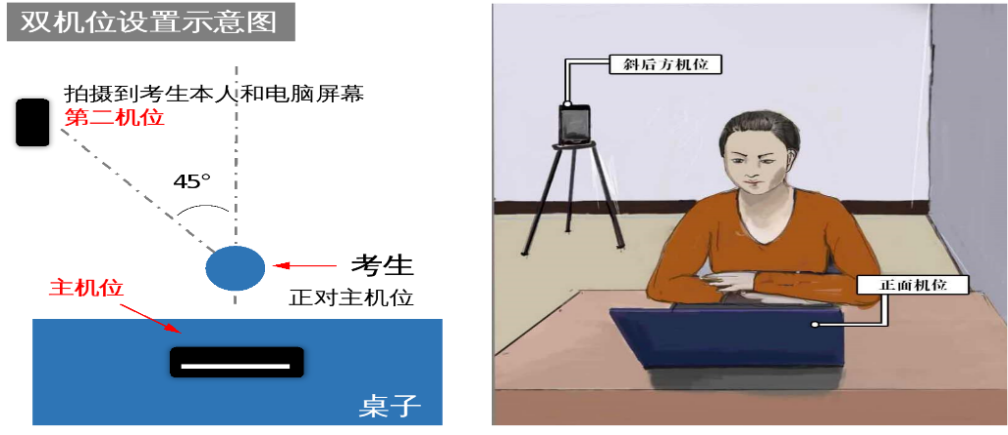 双机位设置示意图
拍摄到考生本人和电脑屏幕
第二机位
45°
考生
正对主机位
主机位
桌子
斜后方机位
正面机位